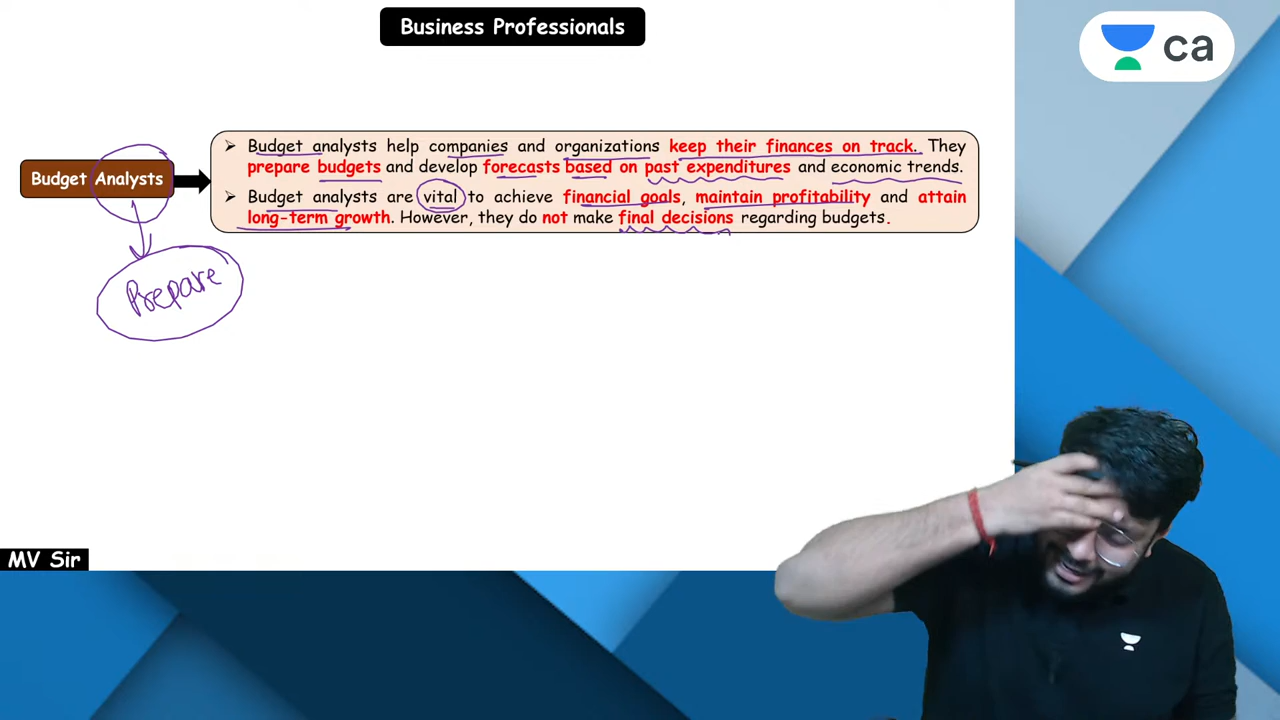 Business Professionals
ca
➤ Budget analysts help companies and organizations keep their finances on track. They
prepare budgets and develop forecasts based on past expenditures and economic trends.
Budget Analysts
➤ Budget analysts are vital to achieve financial goals, maintain profitability and attain
long-term growth. However, they do not make final decisions regarding budgets.
Prepare
MV Sir